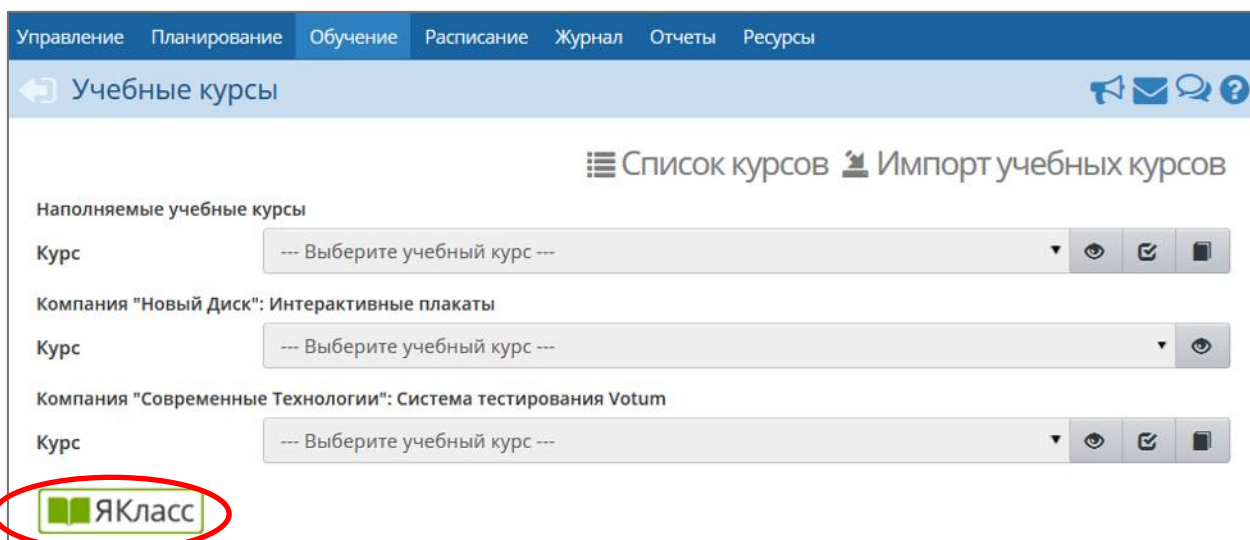 Управление Планирование Обучение Расписание Журнал Отчеты Ресурсы
Учебные курсы
Список курсов Импорт учебных курсов
Наполняемые учебные курсы
Курс --- Выберите учебный курс ---
Компания "Новый Диск": Интерактивные плакаты
Курс --- Выберите учебный курс ---
Компания "Современные Технологии": Система тестирования Votum
Курс --- Выберите учебный курс ---
ЯКласс